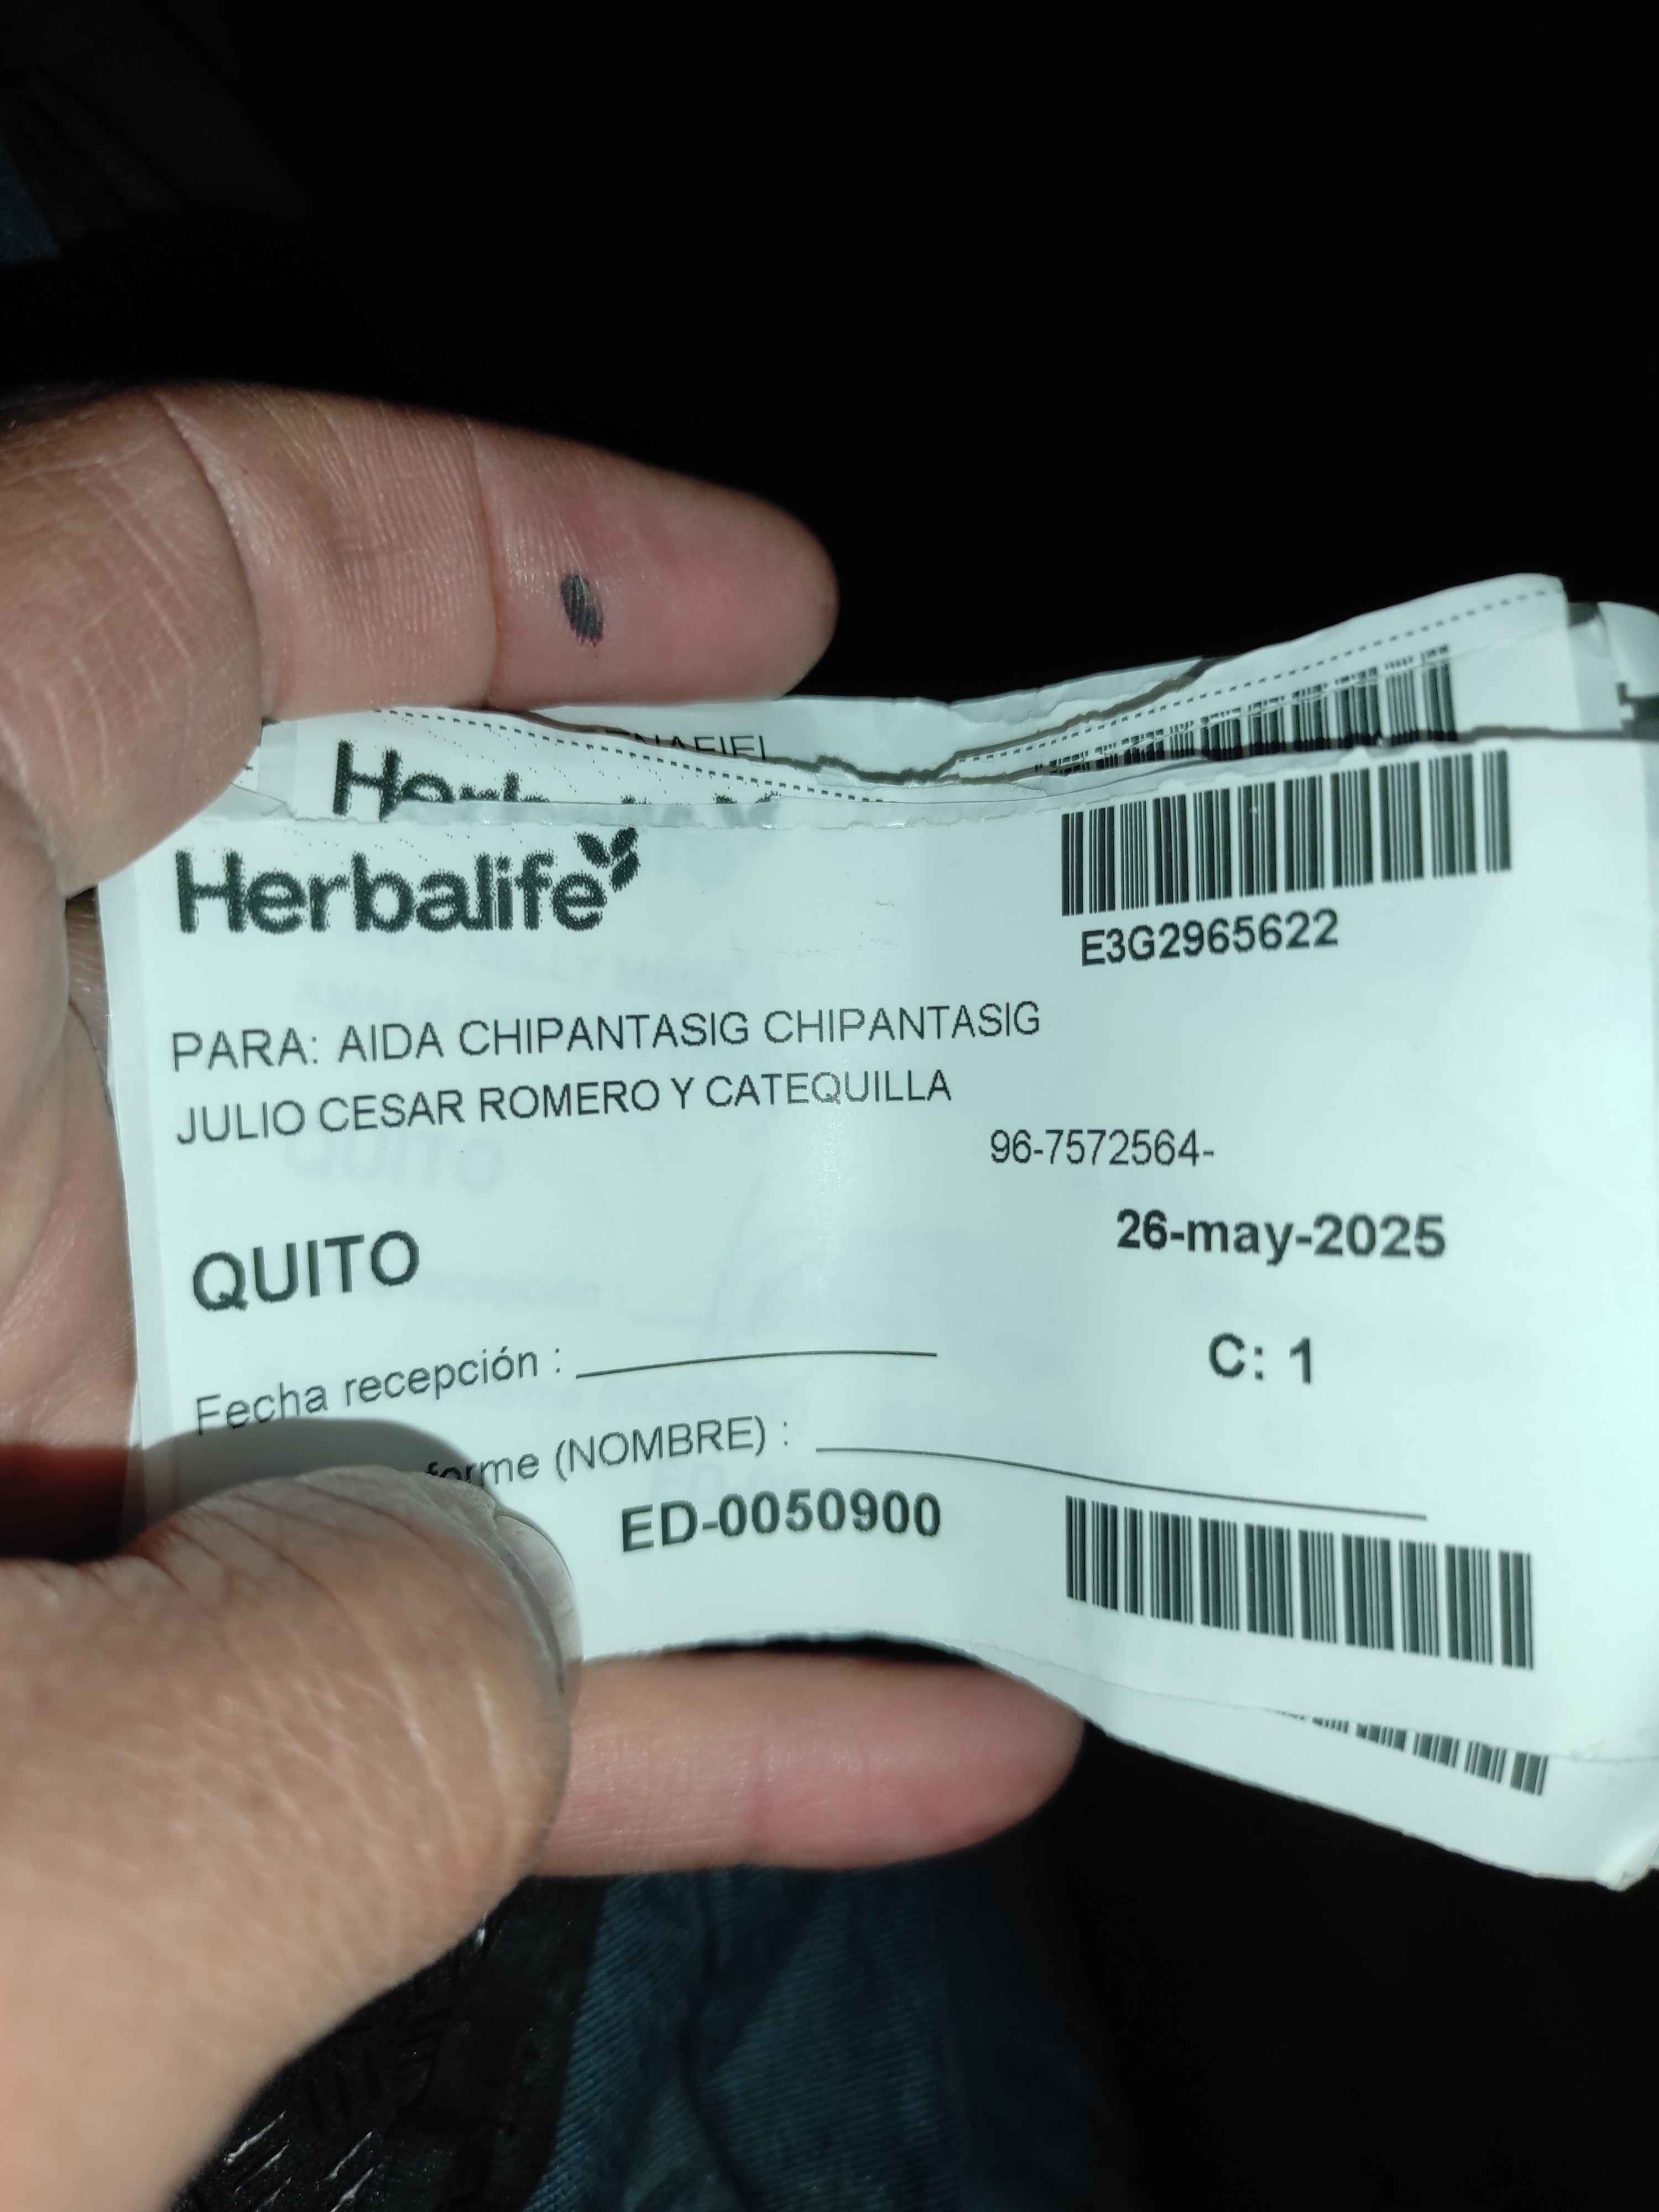 Herbalife
E3G2965622
PARA: AIDA CHIPANTASIG CHIPANTASIG
JULIO CESAR ROMERO Y CATEQUILLA
96-7572564-
QUITO
26-may-2025
Fecha recepción :
C: 1
(NOMBRE) :
ED-0050900